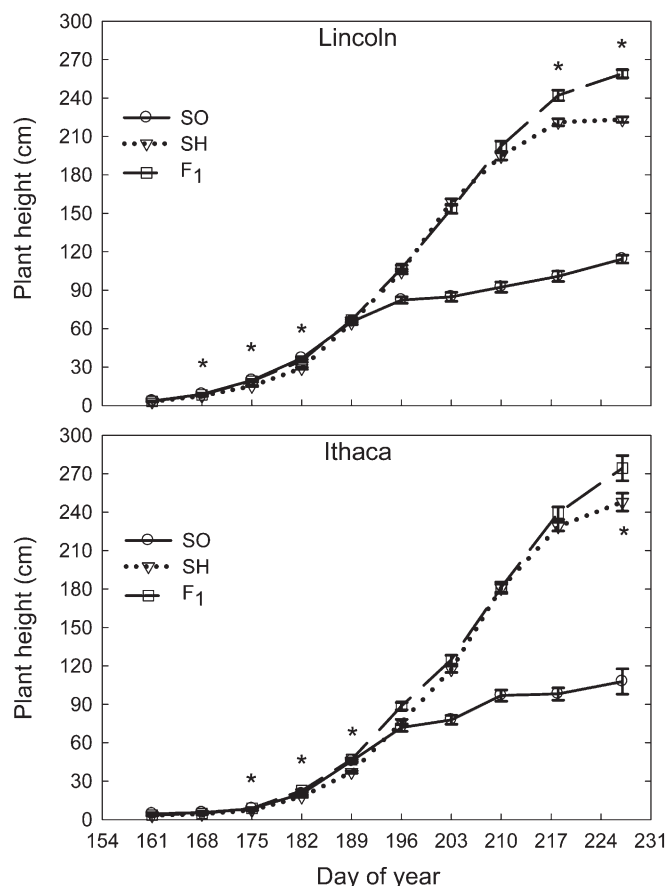 Lincoln
300
270
240
210
180
150
120
90
60
30
0
Plant height (cm)
SO
SH
F1
*
*
*
*
*
Ithaca
300
270
240
210
180
150
120
90
60
30
0
Plant height (cm)
SO
SH
F1
*
*
*
*
154 161 168 175 182 189 196 203 210 217 224 231
Day of year